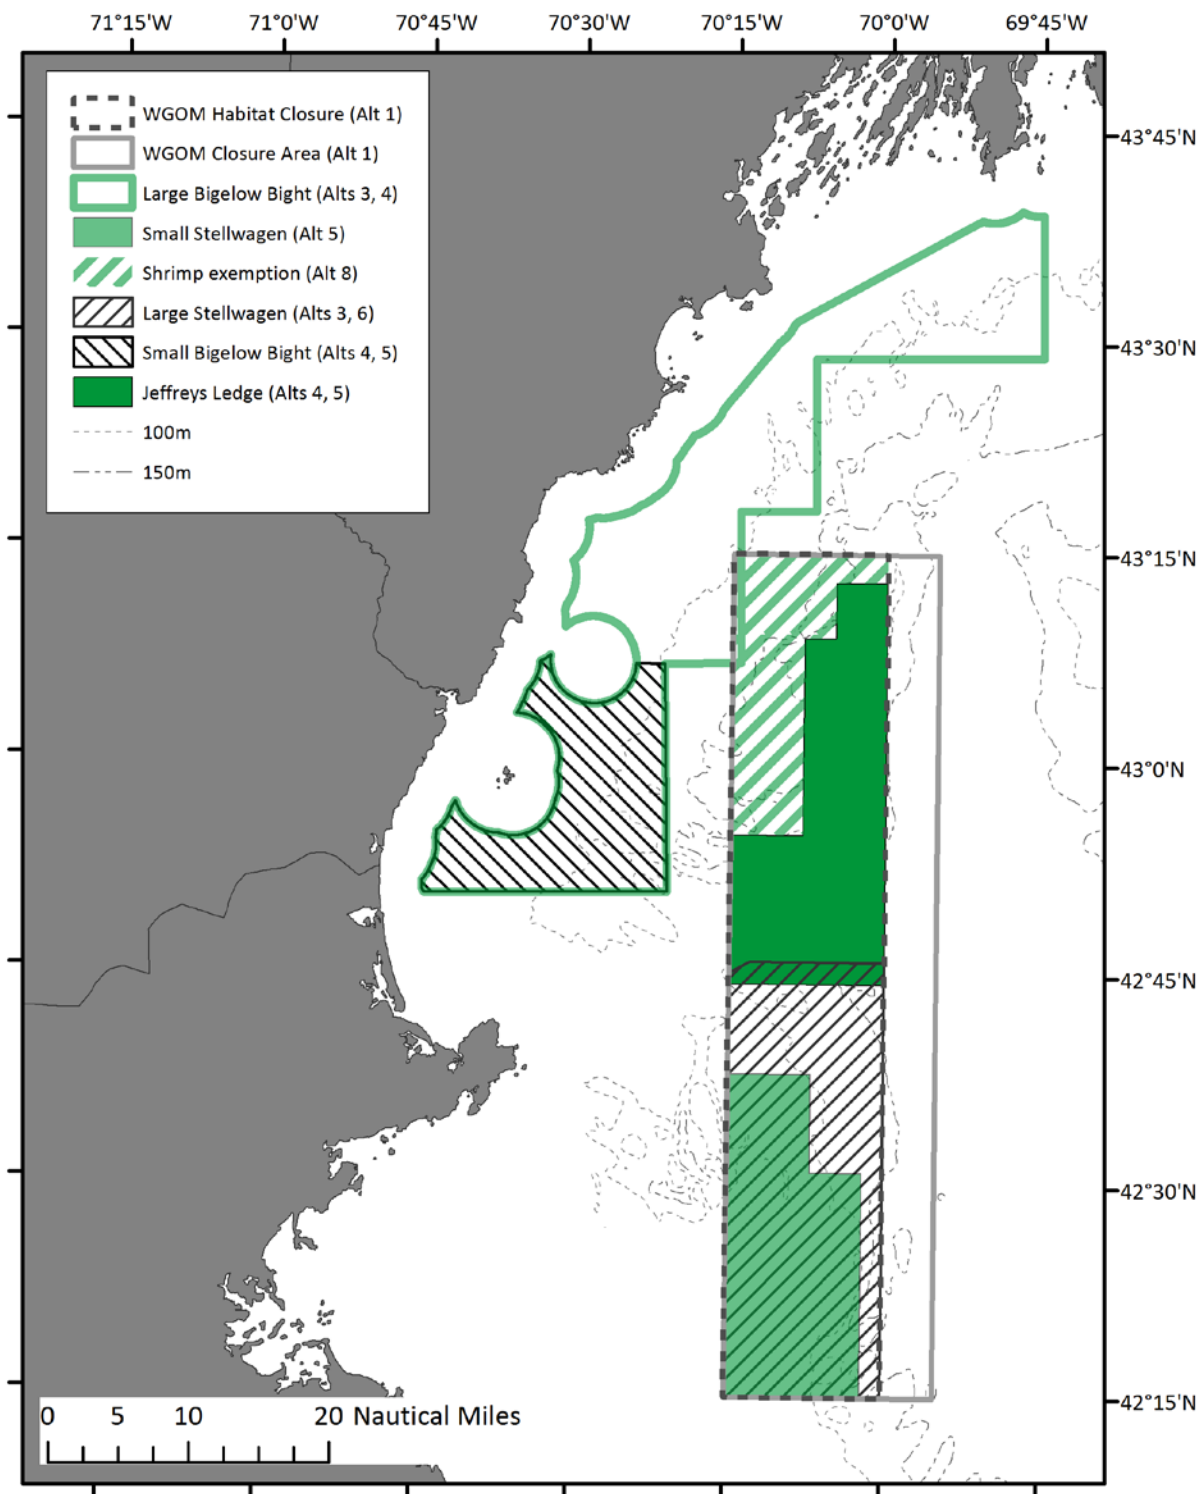 71°15'W 71°0'W 70°45'W 70°30'W 70°15'W 70°0'W 69°45'W
WGOM Habitat Closure (Alt 1)
WGOM Closure Area (Alt 1)
Large Bigelow Bight (Alts 3, 4)
Small Stellwagen (Alt 5)
Shrimp exemption (Alt 8)
Large Stellwagen (Alts 3, 6)
Small Bigelow Bight (Alts 4, 5)
Jeffreys Ledge (Alts 4, 5)
100m
150m
43°45'N
43°30'N
43°15'N
43°0'N
42°45'N
42°30'N
42°15'N
0 5 10 20 Nautical Miles